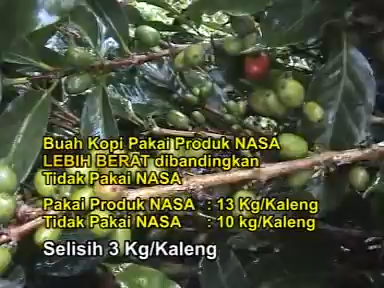 Buah Kopi Pakai Produk NASA
LEBIH BERAT dibandingkan
Tidak Pakai NASA
Pakai Produk NASA : 13 Kg/Kaleng
Tidak Pakai NASA : 10 kg/Kaleng
Selisih 3 Kg/Kaleng